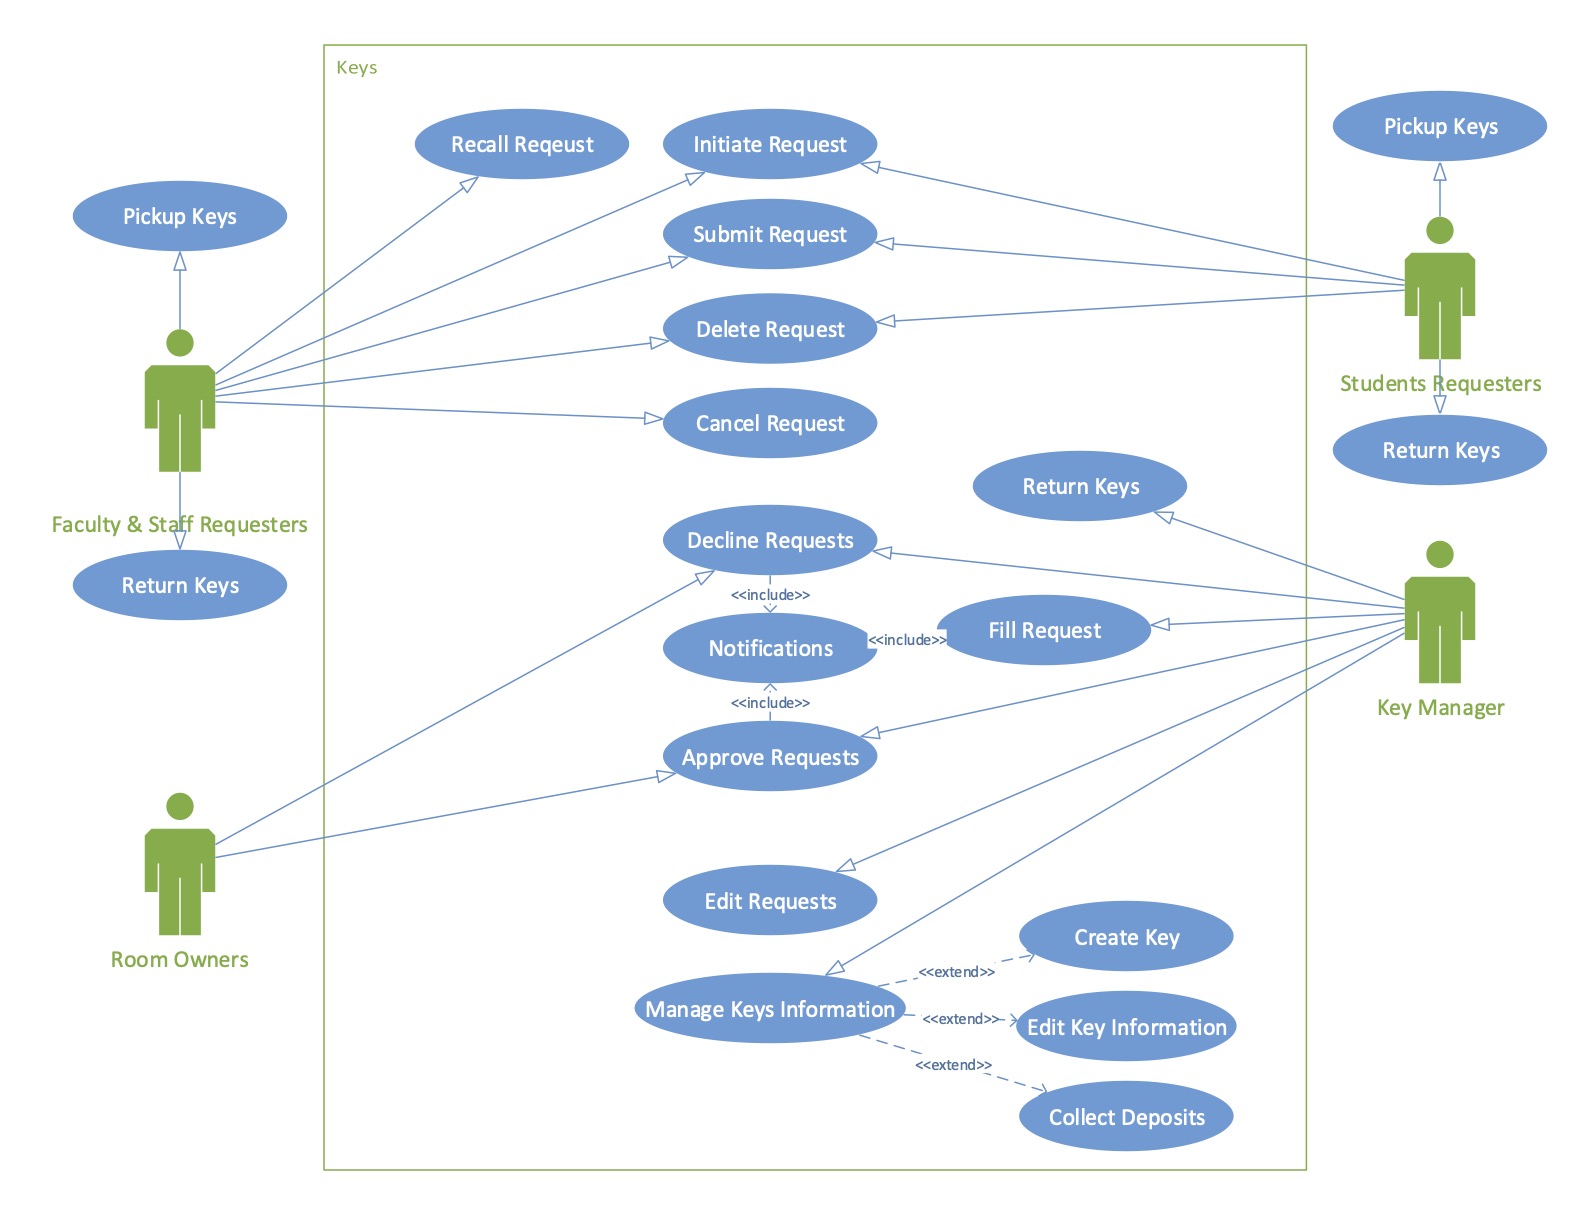 Keys
Recall Reqeust
Initiate Request
Pickup Keys
Pickup Keys
Submit Request
Delete Request
Students Requesters
Cancel Request
Return Keys
Return Keys
Faculty & Staff Requesters
Decline Requests
Return Keys
<<include>>
Fill Request
<<include>>
Notifications
<<include>>
Key Manager
Approve Requests
Edit Requests
Room Owners
Create Key
<<extend>>
Manage Keys Information
<<extend>>
Edit Key Information
<<extend>>
Collect Deposits